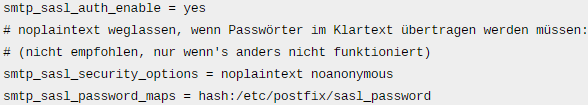 smtp_sasl_auth_enable = yes
# noplaintext weglassen, wenn Passwörter im Klartext übertragen werden müssen:
# (nicht empfohlen, nur wenn's anders nicht funktioniert)
smtp_sasl_security_options = noplaintext noanonymous
smtp_sasl_password_maps = hash:/etc/postfix/sasl_password